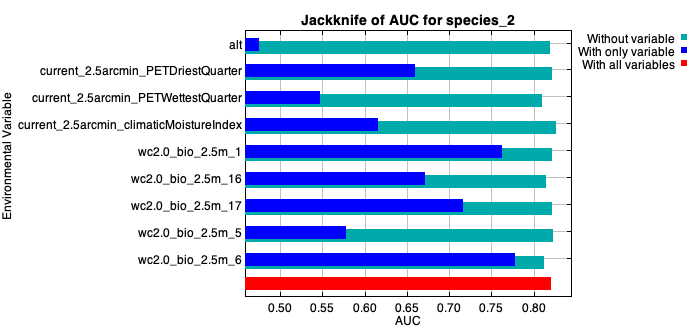 Jackknife of AUC for species_2
Without variable
With only variable
With all variables
Environmental Variable
alt
current_2.5arcmin_PETDriestQuarter
current_2.5arcmin_PETWettestQuarter
current_2.5arcmin_climaticMoistureIndex
wc2.0_bio_2.5m_1
wc2.0_bio_2.5m_16
wc2.0_bio_2.5m_17
wc2.0_bio_2.5m_5
wc2.0_bio_2.5m_6
0.50 0.55 0.60 0.65 0.70 0.75 0.80
AUC